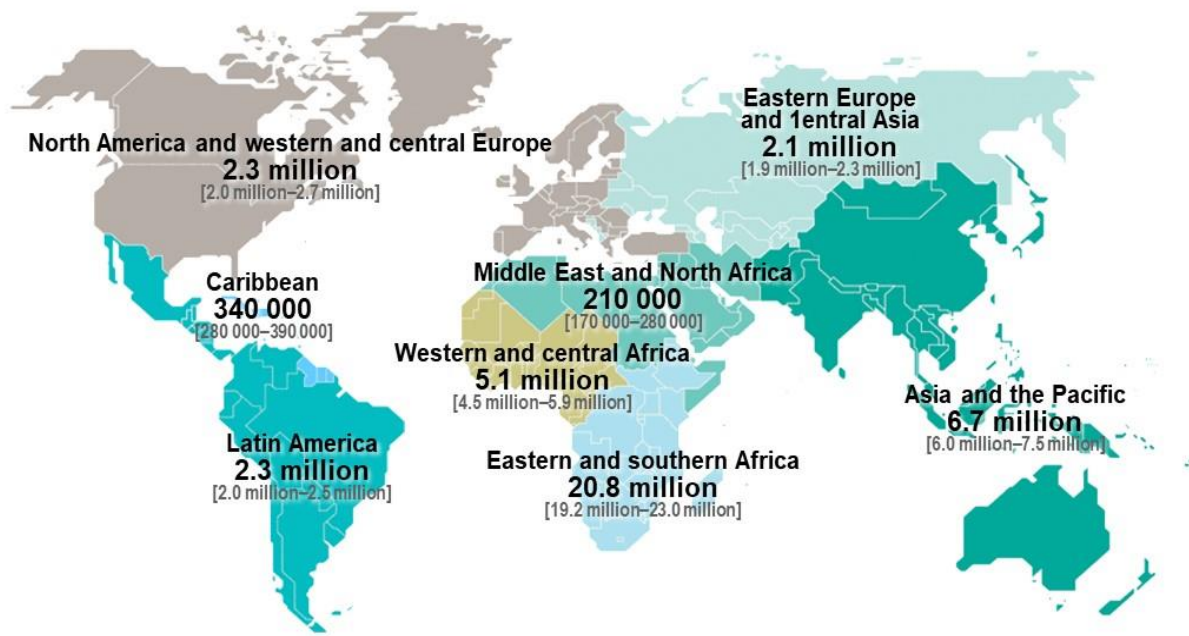 Eastern Europe
and 1entral Asia
2.1 million
[1.9 million–2.3 million]
North America and western and central Europe
2.3 million
[2.0 million–2.7 million]
Middle East and North Africa
210 000
[170 000–280 000]
Caribbean
340 000
[280 000–390 000]
Western and central Africa
5.1 million
[4.5 million–5.9 million]
Asia and the Pacific
6.7 million
[6.0 million–7.5 million]
Latin America
2.3 million
[2.0 million–2.5 million]
Eastern and southern Africa
20.8 million
[19.2 million–23.0 million]